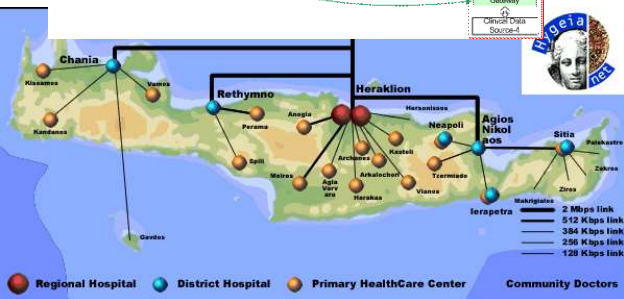 Gateway
Clinical Data
Source-4
Hygeia
net
Chania
Kissamos
Vamos
Kandanos
Gavdos
Rethymno
Perama
Spili
Heraklion
Anogia
Hersonissos
Archanes
Kasteli
Arkalochori
Moires
Agia
Varv
are
Harakas
Vianos
Agios
Nikol
aos
Neapoli
Tzermiado
Ierapetra
Sitia
Palekastro
Zakros
Ziros
Makrigialos
2 Mbps link
512 Kbps link
384 Kbps link
256 Kbps link
128 Kbps link
Regional Hospital
District Hospital
Primary HealthCare Center
Community Doctors